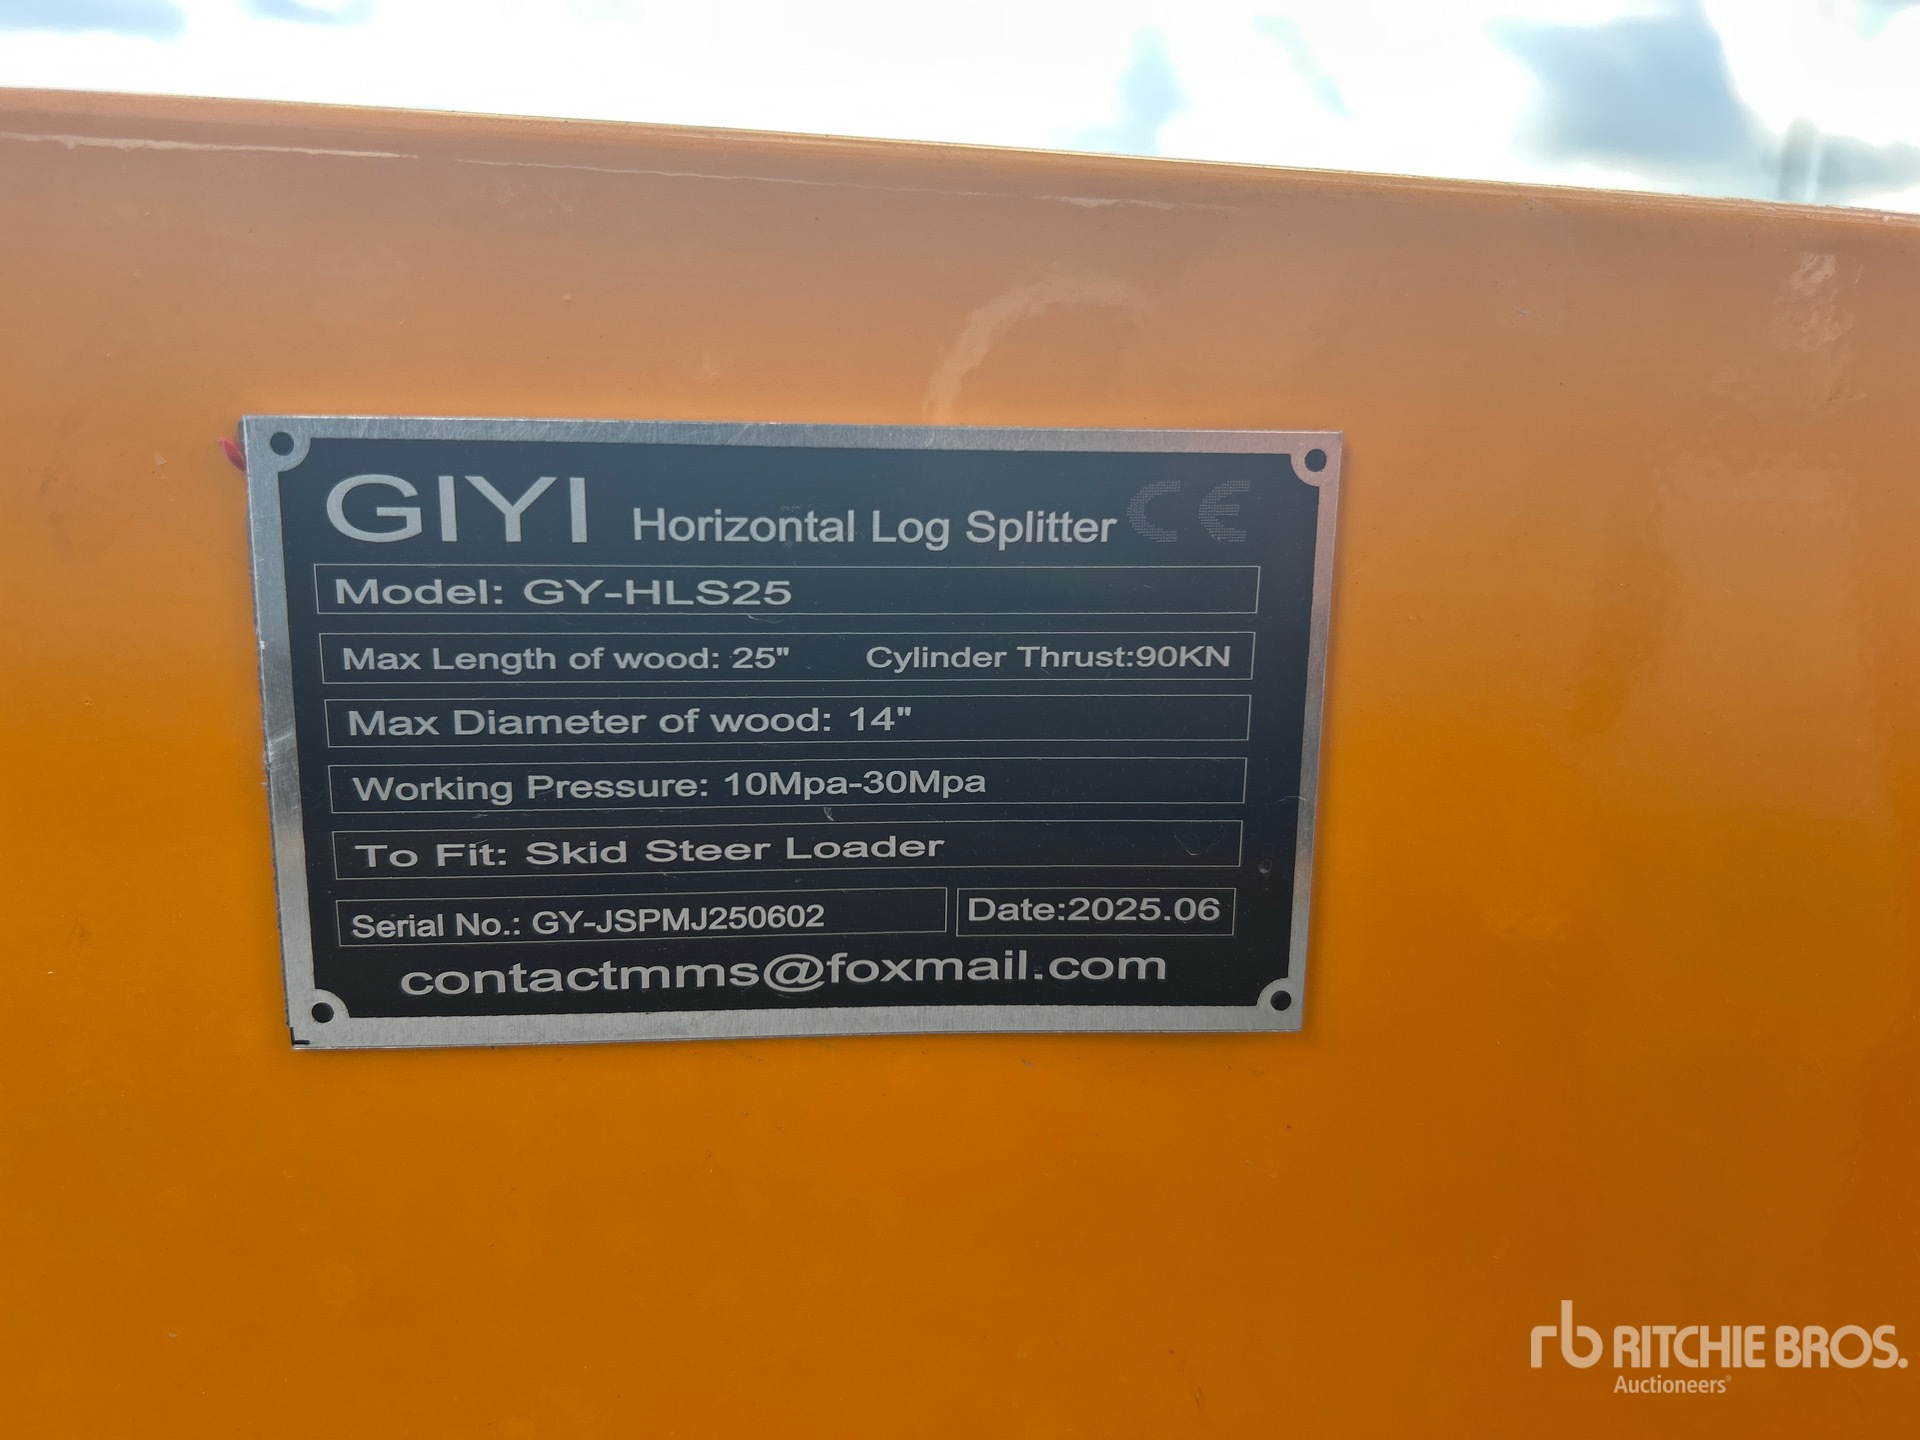 GIYI Horizontal Log Splitter CE
Model: GY-HLS25
Max Length of wood: 25" Cylinder Thrust:90KN
Max Diameter of wood: 14"
Working Pressure: 10Mpa-30Mpa
To Fit: Skid Steer Loader
Serial No.: GY-JSPMJ250602 Date:2025.06
contactmms@foxmail.com
rb RITCHIE BROS.
Auctioneers®